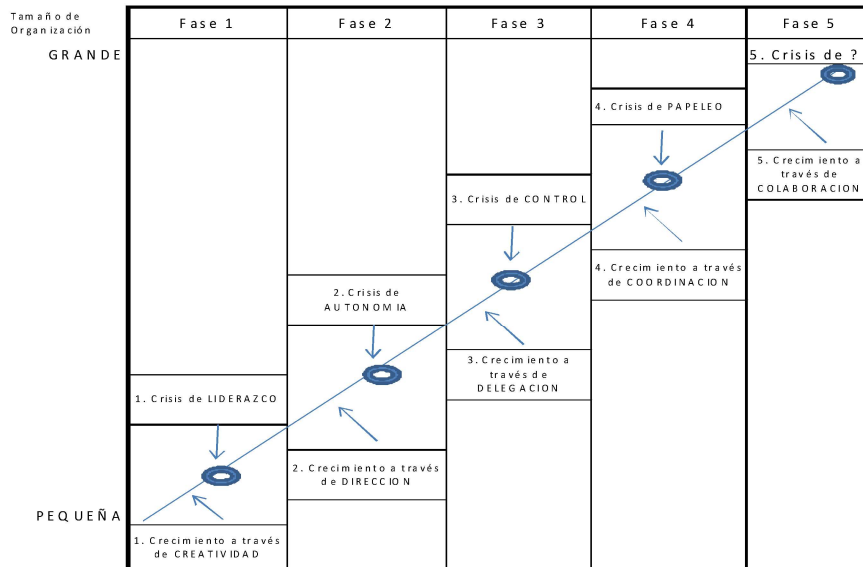 Tamaño de
Organización
Fase 1
Fase 2
Fase 3
Fase 4
Fase 5
GRANDE
5. Crisis de ?
4. Crisis de PAPELEO
5. Crecimiento a
través de
COLABORACION
3. Crisis de CONTROL
4. Crecimiento a través
de COORDINACION
2. Crisis de
AUTONOMIA
3. Crecimiento a
través de
DELEGACION
1. Crisis de LIDERAZCO
2. Crecimiento a través
de DIRECCION
PEQUEÑA
1. Crecimiento a través
de CREATIVIDAD